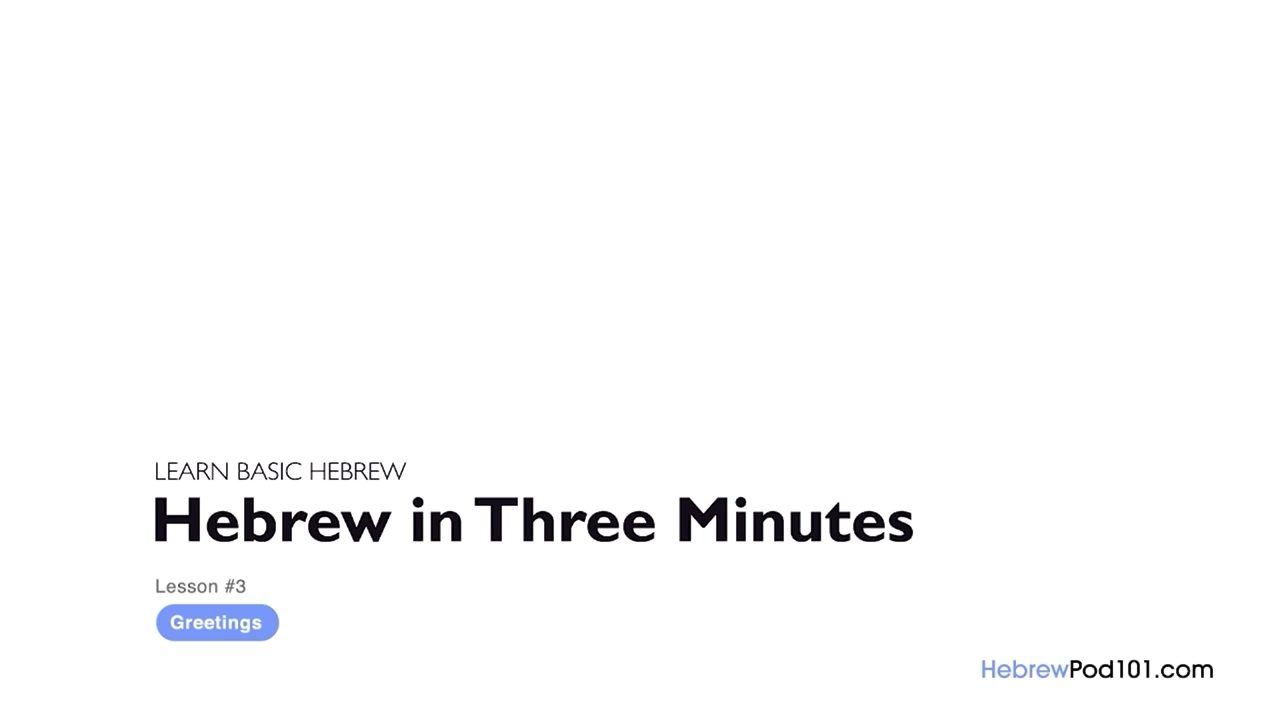 LEARN BASIC HEBREW
Hebrew in Three Minutes
Lesson #3
Greetings
HebrewPod101.com